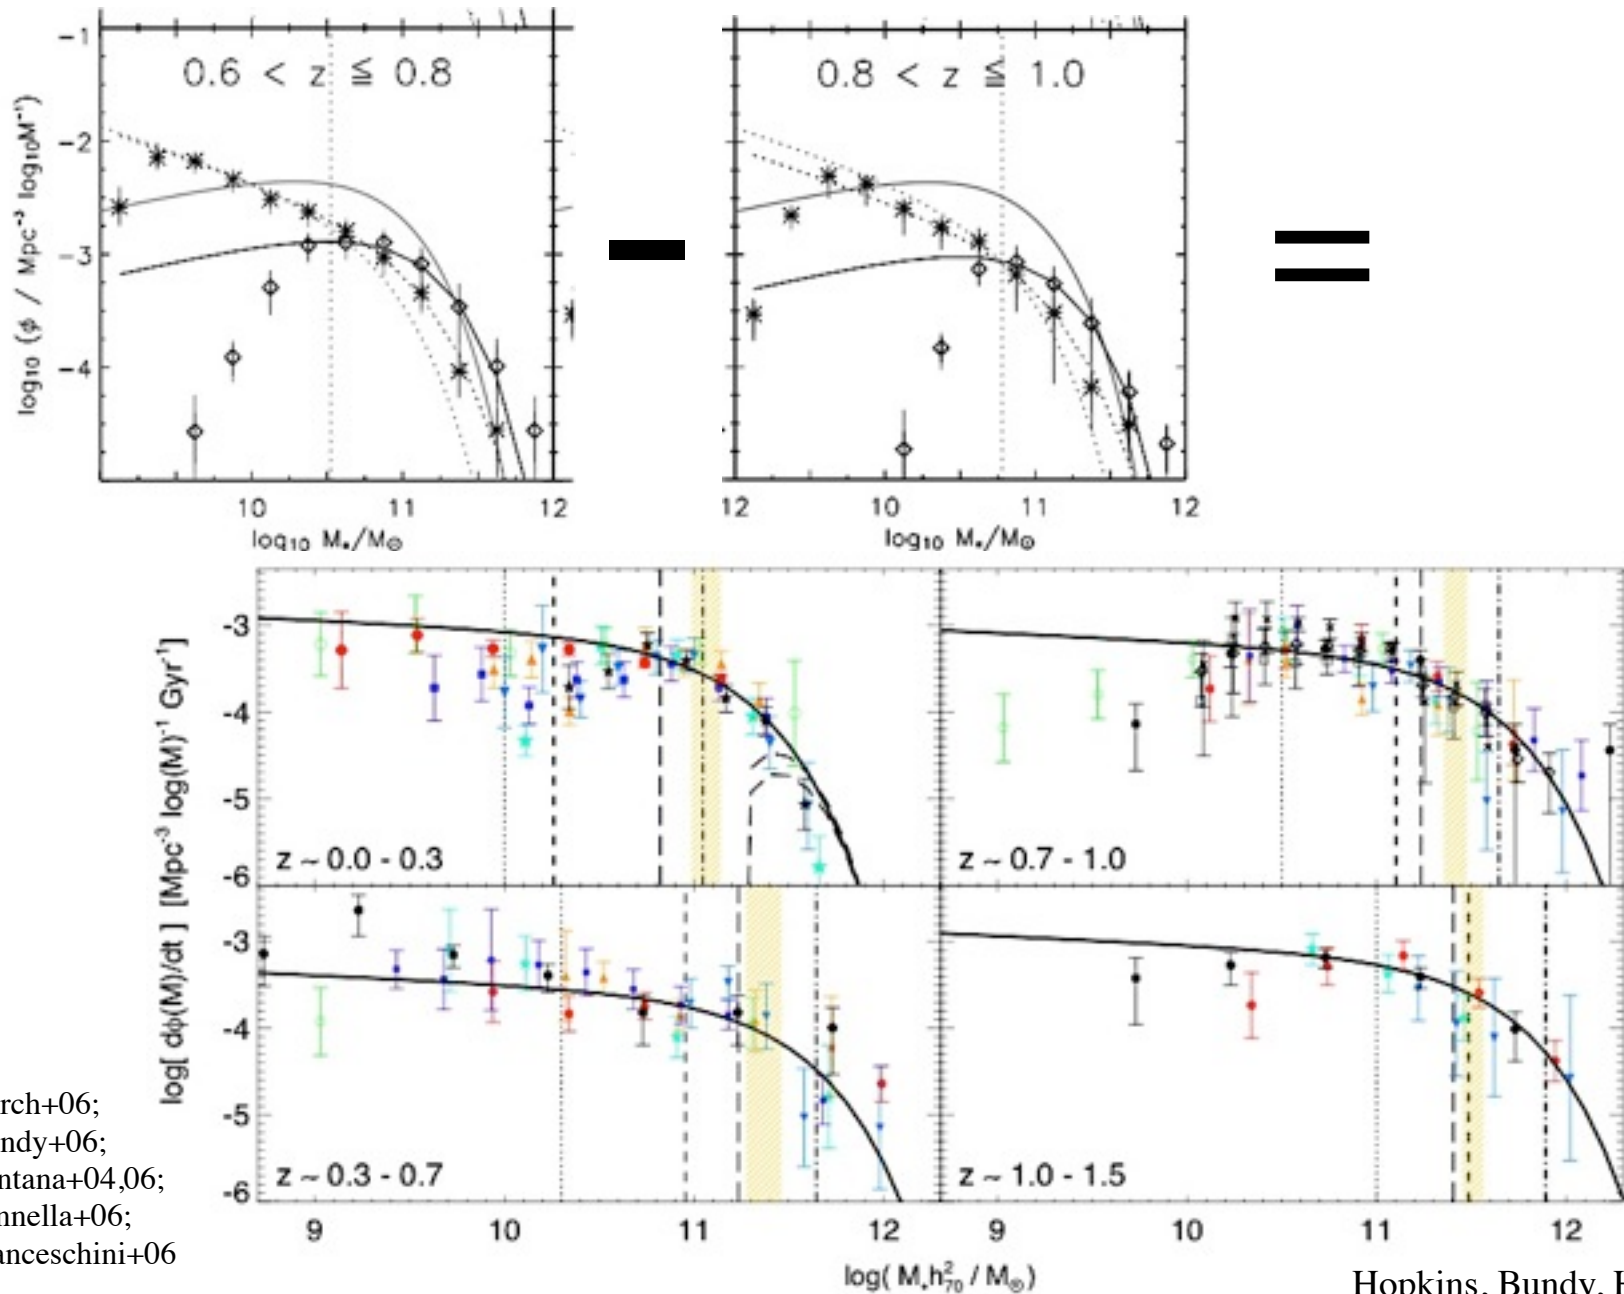 0.6 < z ≦ 0.8
0.8 < z ≦ 1.0
-1
-2
-3
-4
log₁₀ (φ / Mpc⁻³ log₁₀M⁻¹)
10 11 12
log₁₀ M*/M⊙
12 10 11 12
log₁₀ M*/M⊙
-3
-4
-5
-6
z ~ 0.0 - 0.3
z ~ 0.7 - 1.0
log[ dϕ(M)/dt ] [Mpc⁻³ log(M)⁻¹ Gyr⁻¹]
-3
-4
-5
-6
z ~ 0.3 - 0.7
z ~ 1.0 - 1.5
9 10 11 12 9 10 11 12
log( M*h²₇₀ / M⊙)
rch+06;
ndy+06;
ntana+04,06;
nnella+06;
anceschini+06
Hopkins, Bundy, H